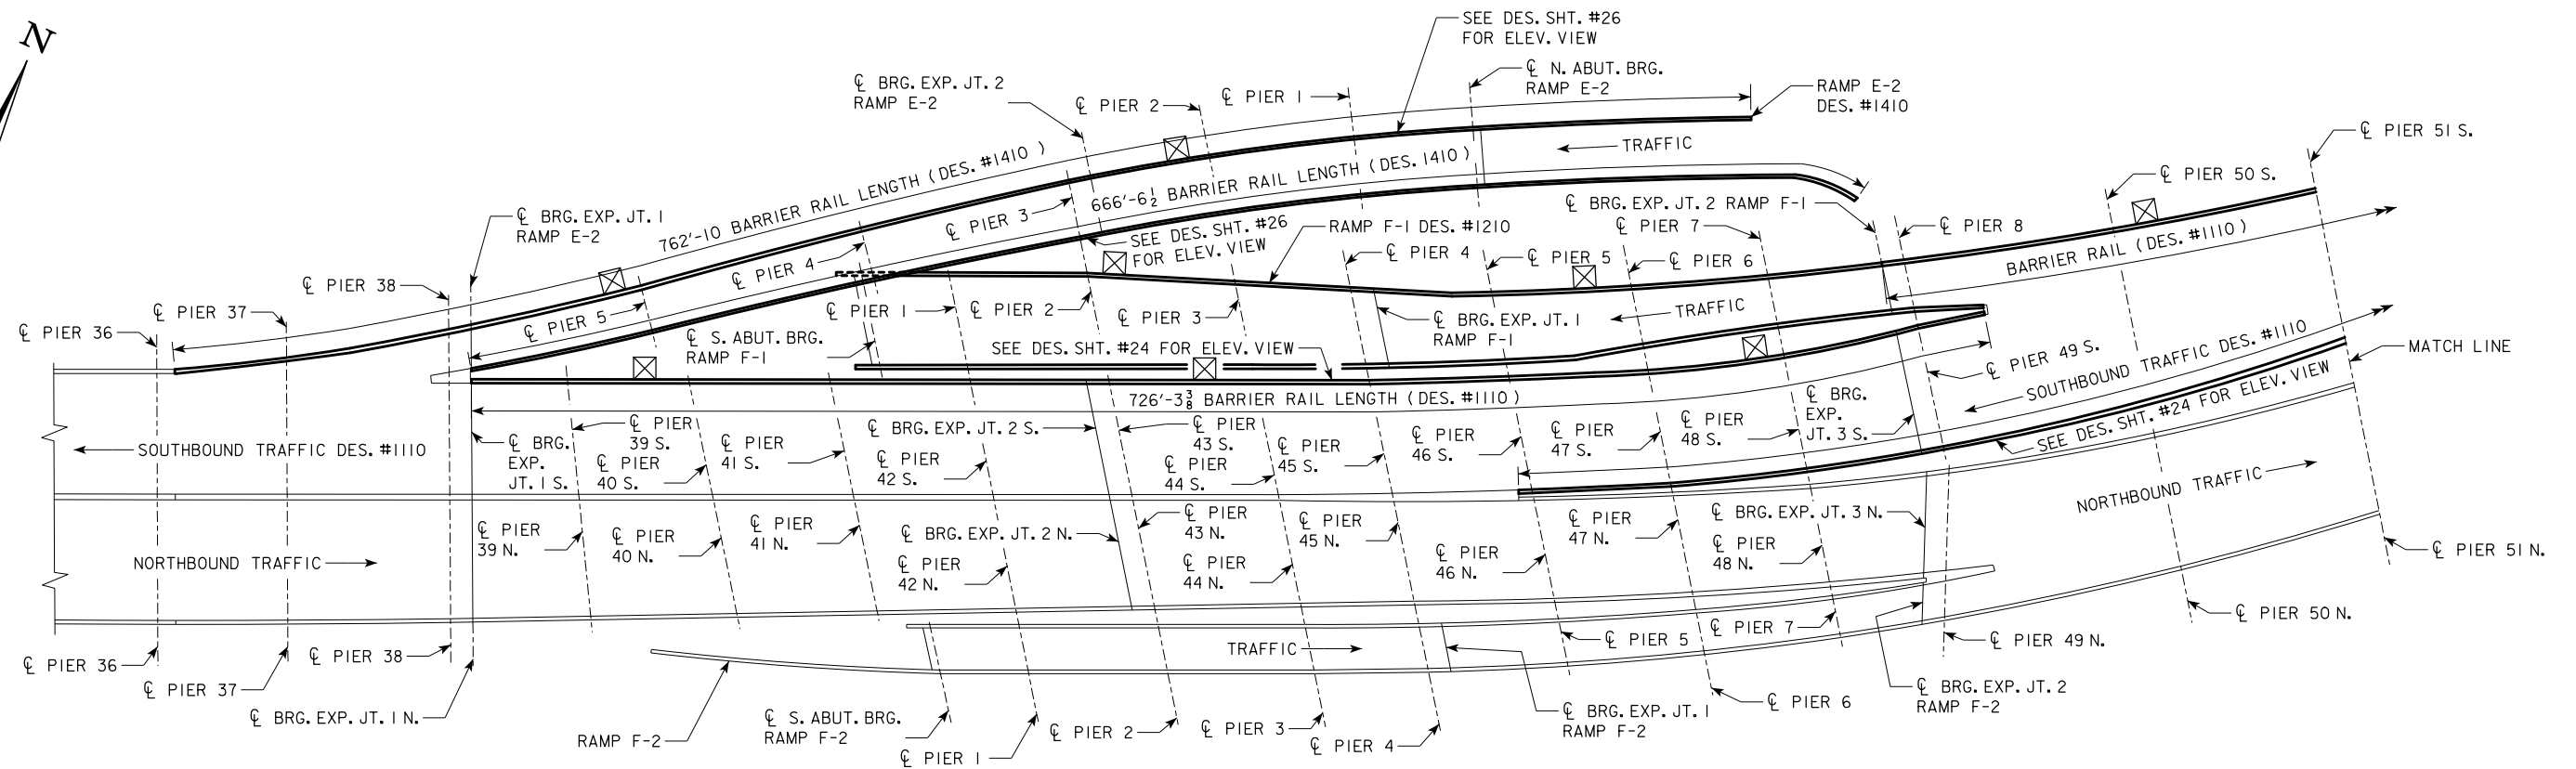 N
SEE DES. SHT. #26
FOR ELEV. VIEW
℄ BRG. EXP. JT. 2
RAMP E-2
℄ PIER 2
℄ PIER 1
℄ N. ABUT. BRG.
RAMP E-2
RAMP E-2
DES. #1410
℄ PIER 51 S.
TRAFFIC
762'-10 BARRIER RAIL LENGTH (DES. #1410 )
666'-6 1/2 BARRIER RAIL LENGTH (DES. 1410)
℄ PIER 50 S.
℄ BRG. EXP. JT. 1
RAMP E-2
℄ PIER 3
℄ BRG. EXP. JT. 2 RAMP F-1
℄ PIER 8
SEE DES. SHT. #26
FOR ELEV. VIEW
RAMP F-1 DES. #1210
℄ PIER 7
℄ PIER 4
℄ PIER 4
℄ PIER 5
℄ PIER 6
BARRIER RAIL (DES. #1110)
℄ PIER 38
℄ PIER 37
℄ PIER 36
℄ PIER 5
℄ PIER 1
℄ PIER 2
℄ PIER 3
℄ BRG. EXP. JT. 1
RAMP F-1
TRAFFIC
℄ S. ABUT. BRG.
RAMP F-1
SEE DES. SHT. #24 FOR ELEV. VIEW
℄ PIER 49 S.
SOUTHBOUND TRAFFIC DES. #1110
MATCH LINE
726'-3 3/8 BARRIER RAIL LENGTH (DES. #1110 )
SEE DES. SHT. #24 FOR ELEV. VIEW
SOUTHBOUND TRAFFIC DES. #1110
℄ BRG.
EXP.
JT. 1 S.
℄ PIER
39 S.
℄ PIER
40 S.
℄ PIER
41 S.
℄ BRG. EXP. JT. 2 S.
℄ PIER
42 S.
℄ PIER
43 S.
℄ PIER
44 S.
℄ PIER
45 S.
℄ PIER
46 S.
℄ PIER
47 S.
℄ PIER
48 S.
℄ BRG.
EXP.
JT. 3 S.
NORTHBOUND TRAFFIC
NORTHBOUND TRAFFIC
℄ PIER
39 N.
℄ PIER
40 N.
℄ PIER
41 N.
℄ BRG. EXP. JT. 2 N.
℄ PIER
42 N.
℄ PIER
43 N.
℄ PIER
44 N.
℄ PIER
45 N.
℄ PIER
46 N.
℄ PIER
47 N.
℄ BRG. EXP. JT. 3 N.
℄ PIER
48 N.
℄ PIER 51 N.
℄ PIER 50 N.
℄ PIER 49 N.
℄ PIER 36
℄ PIER 37
℄ PIER 38
℄ BRG. EXP. JT. 1 N.
TRAFFIC
℄ PIER 5
℄ PIER 7
℄ PIER 6
℄ BRG. EXP. JT. 2
RAMP F-2
RAMP F-2
℄ S. ABUT. BRG.
RAMP F-2
℄ PIER 1
℄ PIER 2
℄ PIER 3
℄ PIER 4
℄ BRG. EXP. JT. 1
RAMP F-2